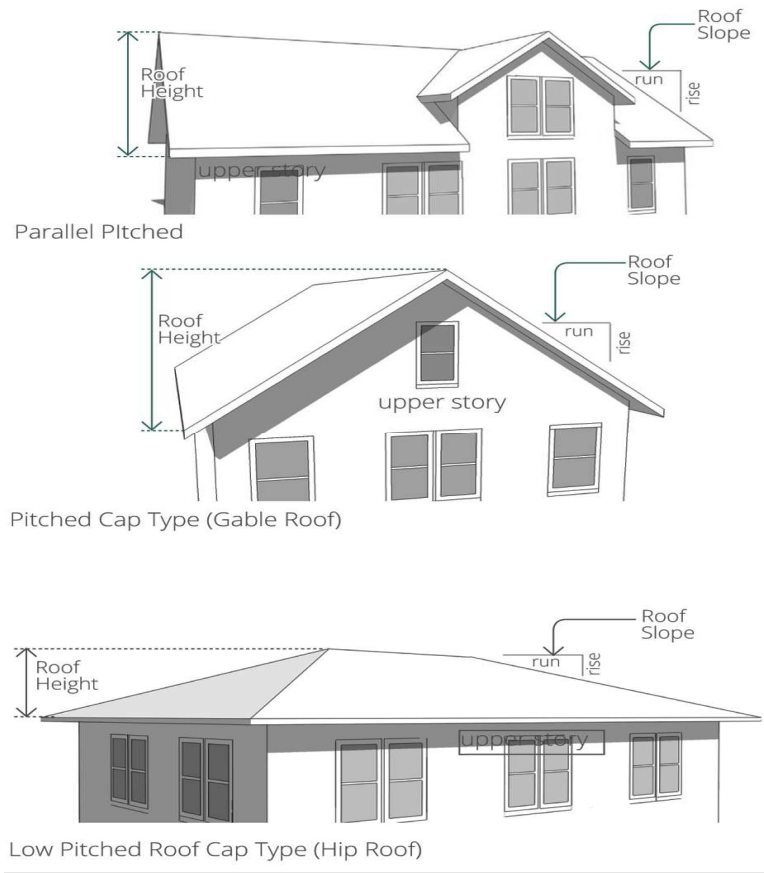 Roof
Slope
run
rise
Roof
Height
upper story
Parallel PItched
Roof
Slope
run
rise
Roof
Height
upper story
Pitched Cap Type (Gable Roof)
Roof
Slope
run
rise
Roof
Height
upper story
Low Pitched Roof Cap Type (Hip Roof)